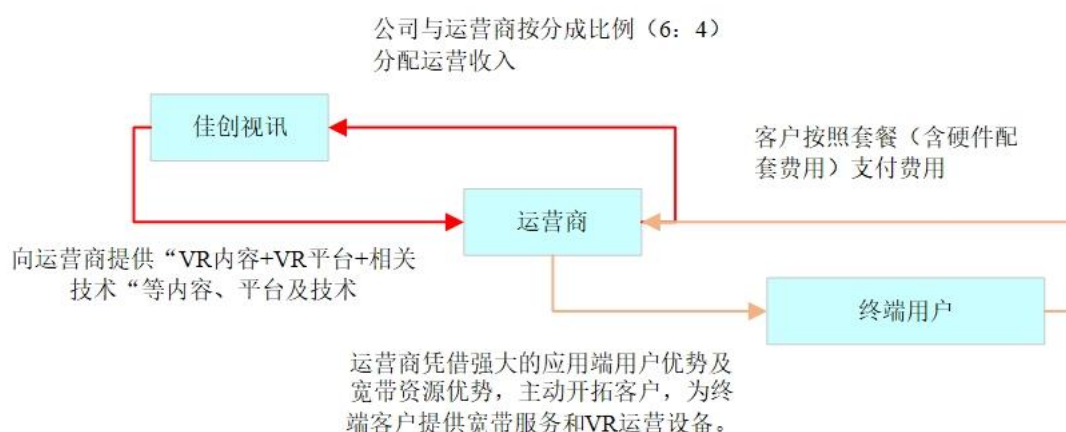 公司与运营商按分成比例（6：4）
分配运营收入
佳创视讯
客户按照套餐（含硬件配
套费用）支付费用
运营商
向运营商提供“VR内容+VR平台+相关
技术“等内容、平台及技术
终端用户
运营商凭借强大的应用端用户优势及
宽带资源优势，主动开拓客户，为终
端客户提供宽带服务和VR运营设备。